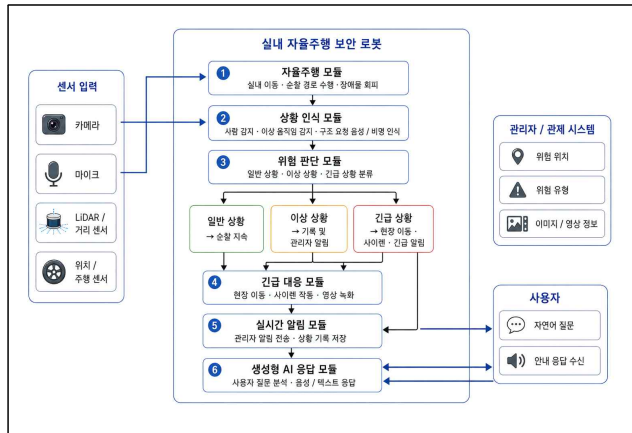 실내 자율주행 보안 로봇
센서 입력
카메라
마이크
LiDAR /
거리 센서
위치 /
주행 센서
1
자율주행 모듈
실내 이동 · 순찰 경로 수행 · 장애물 회피
2
상황 인식 모듈
사람 감지 · 이상 움직임 감지 · 구조 요청 음성 / 비명 인식
3
위험 판단 모듈
일반 상황 · 이상 상황 · 긴급 상황 분류
일반 상황
→ 순찰 지속
이상 상황
→ 기록 및
관리자 알림
긴급 상황
→ 현장 이동 ·
사이렌 · 긴급 알림
4
긴급 대응 모듈
현장 이동 · 사이렌 작동 · 영상 녹화
5
실시간 알림 모듈
관리자 알림 전송 · 상황 기록 저장
6
생성형 AI 응답 모듈
사용자 질문 분석 · 음성 / 텍스트 응답
관리자 / 관제 시스템
위험 위치
위험 유형
이미지 / 영상 정보
사용자
자연어 질문
안내 응답 수신